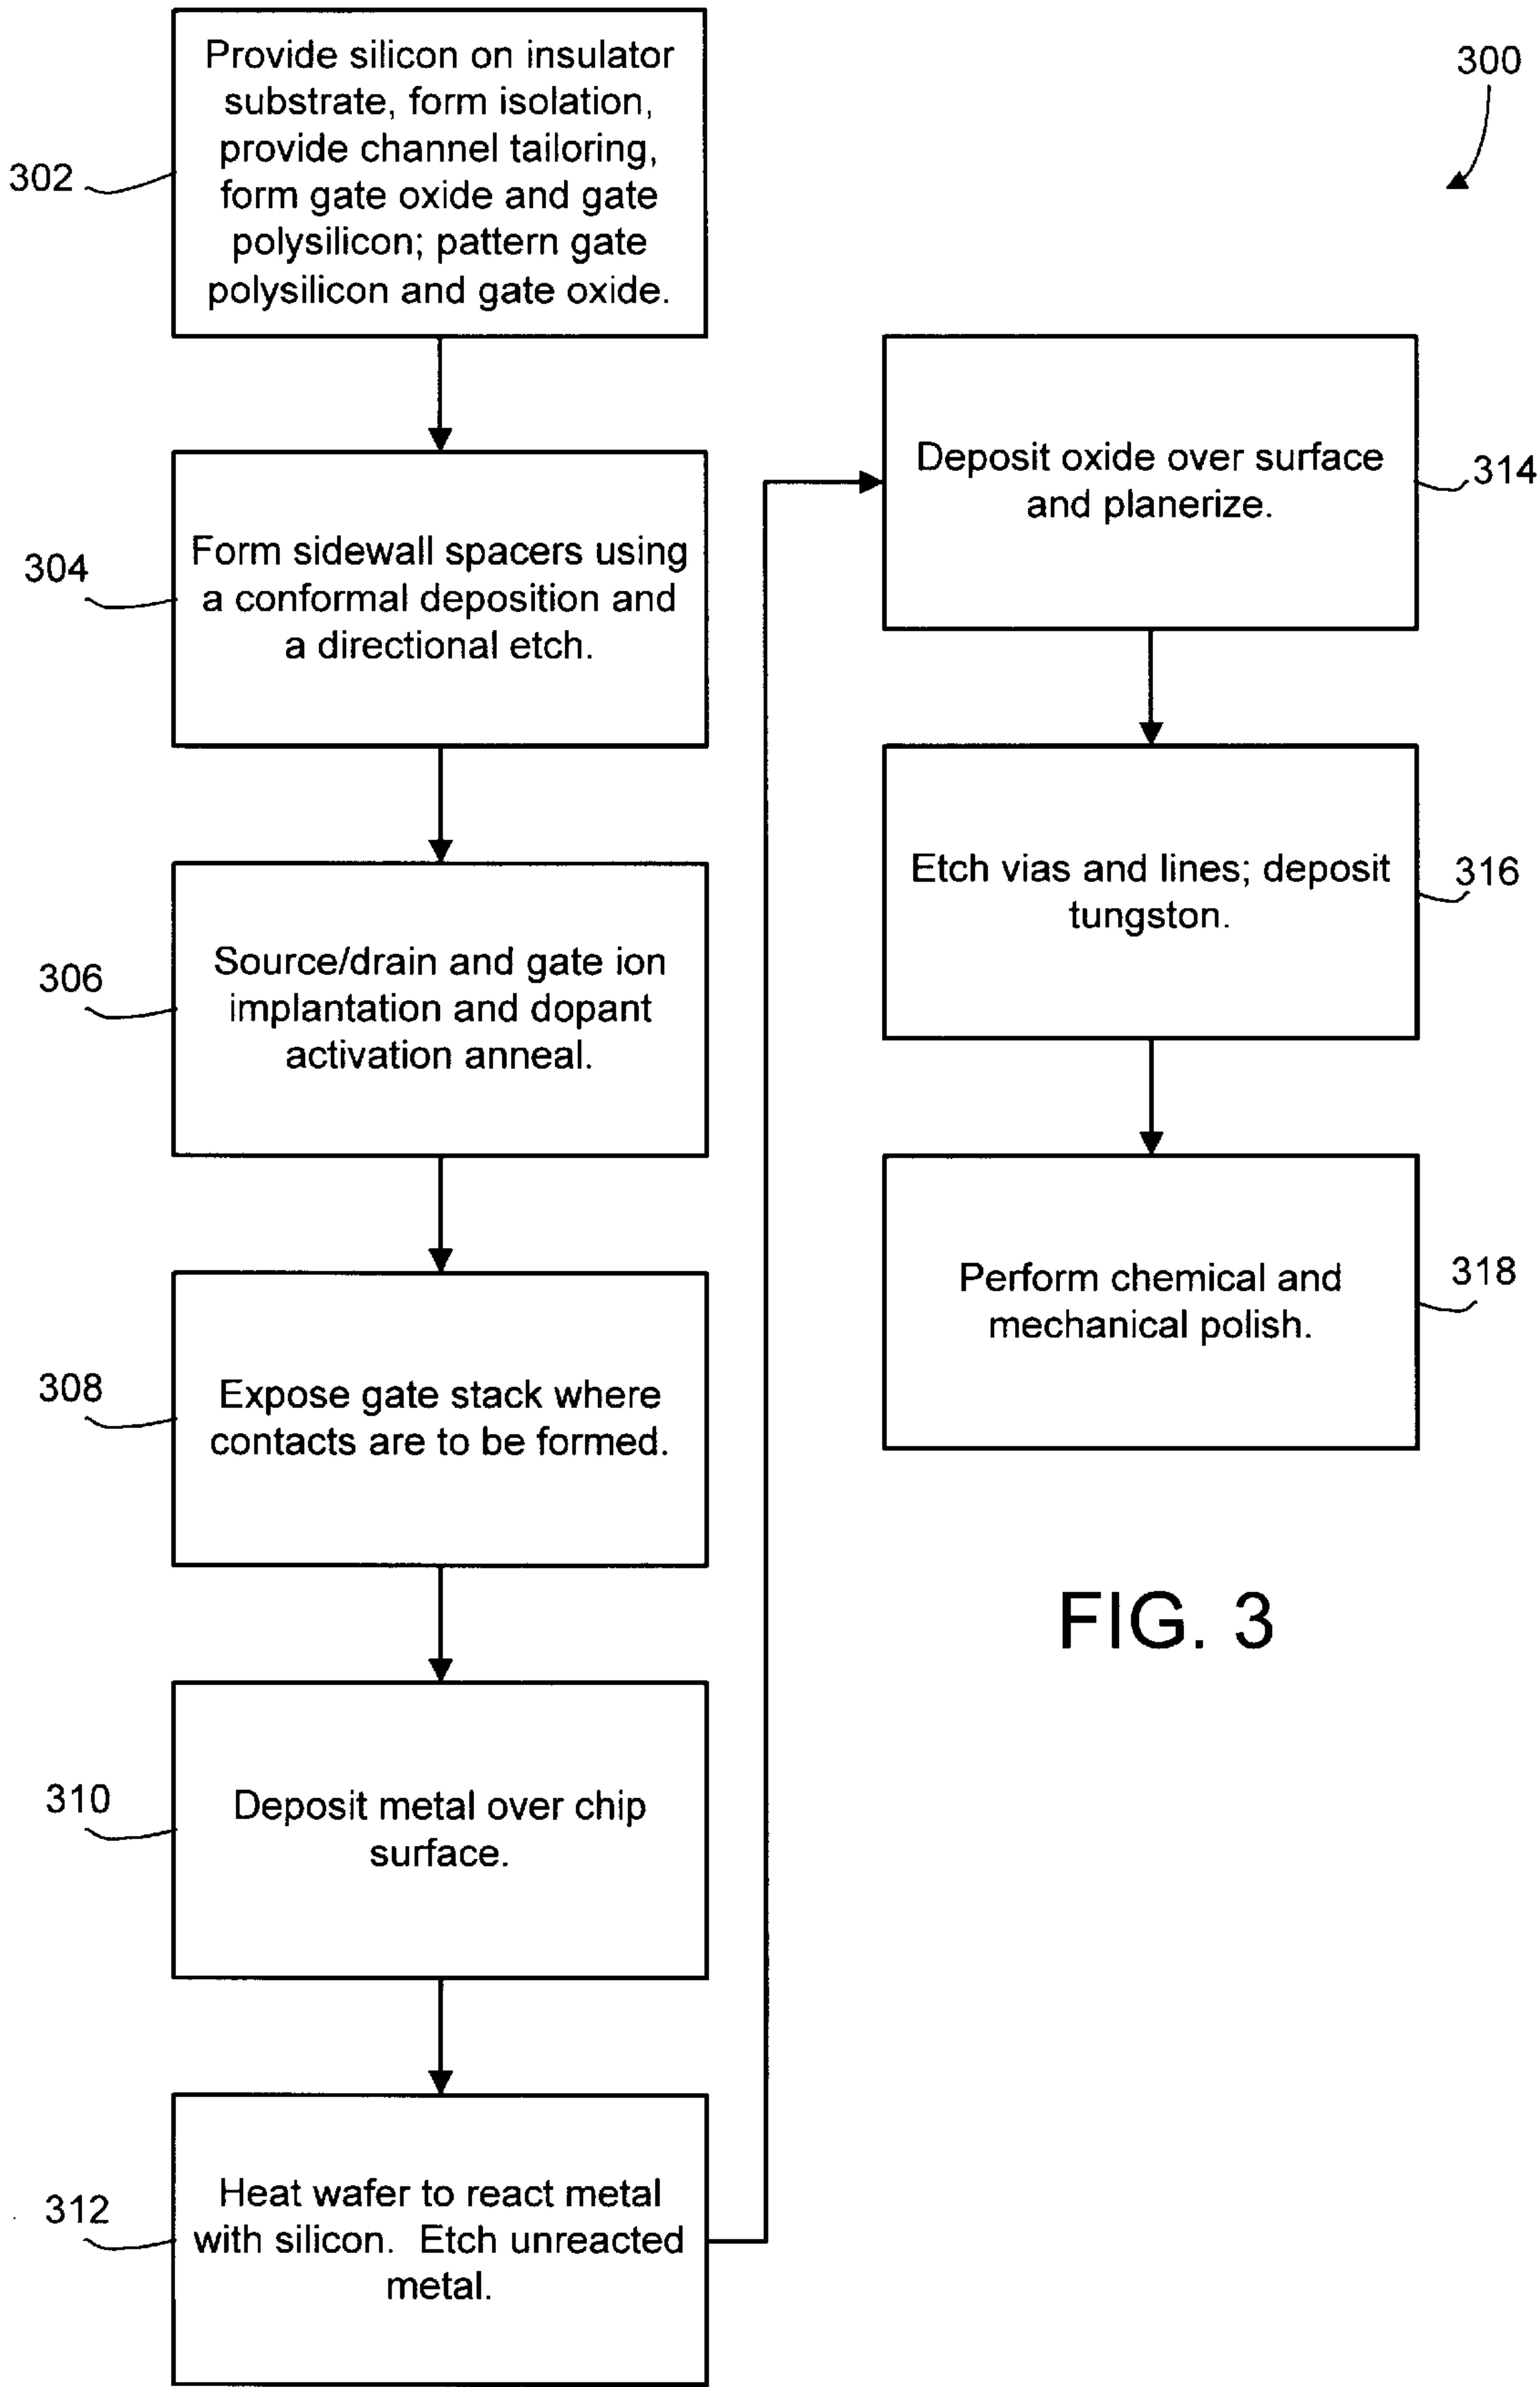 300
302
Provide silicon on insulator
substrate, form isolation,
provide channel tailoring,
form gate oxide and gate
polysilicon; pattern gate
polysilicon and gate oxide.
304
Form sidewall spacers using
a conformal deposition and
a directional etch.
306
Source/drain and gate ion
implantation and dopant
activation anneal.
308
Expose gate stack where
contacts are to be formed.
310
Deposit metal over chip
surface.
312
Heat wafer to react metal
with silicon. Etch unreacted
metal.
Deposit oxide over surface
and planerize.
314
Etch vias and lines; deposit
tungston.
316
Perform chemical and
mechanical polish.
318
FIG. 3